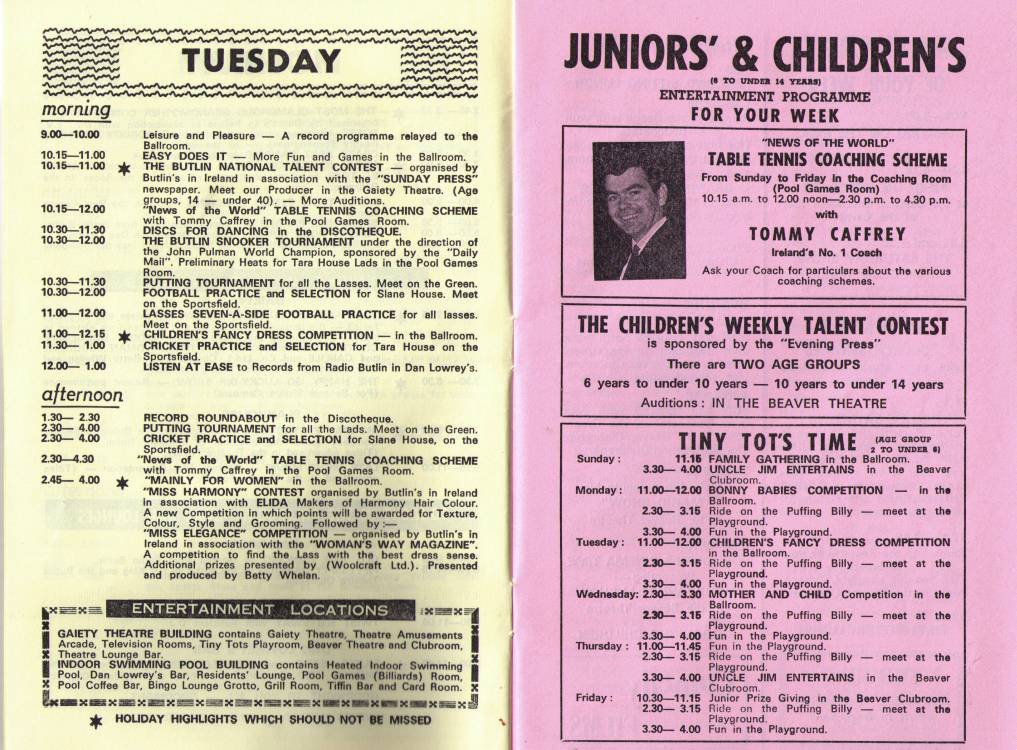 TUESDAY
morning
9.00—10.00 Leisure and Pleasure — A record programme relayed to the
Ballroom.
10.15—11.00 EASY DOES IT — More Fun and Games in the Ballroom.
10.15—11.00 THE BUTLIN NATIONAL TALENT CONTEST — organised by
Butlin's in Ireland in association with the "SUNDAY PRESS"
newspaper. Meet our Producer in the Gaiety Theatre. (Age
groups, 14 — under 40). — More Auditions.
10.15—12.00 "News of the World" TABLE TENNIS COACHING SCHEME
with Tommy Caffrey in the Pool Games Room.
10.30—11.30 DISCS FOR DANCING in the DISCOTHEQUE.
10.30—12.00 THE BUTLIN SNOOKER TOURNAMENT under the direction of
the John Pulman World Champion, sponsored by the "Daily
Mail". Preliminary Heats for Tara House Lads in the Pool Games
Room.
10.30—11.30 PUTTING TOURNAMENT for all the Lasses. Meet on the Green.
10.30—12.00 FOOTBALL PRACTICE and SELECTION for Slane House. Meet
on the Sportsfield.
11.00—12.00 LASSES SEVEN-A-SIDE FOOTBALL PRACTICE for all lasses.
Meet on the Sportsfield.
11.00—12.15 CHILDREN'S FANCY DRESS COMPETITION — in the Ballroom.
11.30— 1.00 CRICKET PRACTICE and SELECTION for Tara House on the
Sportsfield.
12.00— 1.00 LISTEN AT EASE to Records from Radio Butlin in Dan Lowrey's.
afternoon
1.30— 2.30 RECORD ROUNDABOUT in the Discotheque.
2.30— 4.00 PUTTING TOURNAMENT for all the Lads. Meet on the Green.
2.30— 4.00 CRICKET PRACTICE and SELECTION for Slane House, on the
Sportsfield.
2.30—4.30 "News of the World" TABLE TENNIS COACHING SCHEME
with Tommy Caffrey in the Pool Games Room.
2.45— 4.00 "MAINLY FOR WOMEN" in the Ballroom.
"MISS HARMONY" CONTEST organised by Butlin's in Ireland
in association with ELIDA Makers of Harmony Hair Colour.
A new Competition in which points will be awarded for Texture,
Colour, Style and Grooming. Followed by :—
"MISS ELEGANCE" COMPETITION — organised by Butlin's in
Ireland in association with the "WOMAN'S WAY MAGAZINE".
A competition to find the Lass with the best dress sense.
Additional prizes presented by (Woolcraft Ltd.). Presented
and produced by Betty Whelan.
ENTERTAINMENT LOCATIONS
GAIETY THEATRE BUILDING contains Gaiety Theatre, Theatre Amusements
Arcade, Television Rooms, Tiny Tots Playroom, Beaver Theatre and Clubroom,
Theatre Lounge Bar.
INDOOR SWIMMING POOL BUILDING contains Heated Indoor Swimming
Pool, Dan Lowrey's Bar, Residents' Lounge, Pool Games (Billiards) Room,
Pool Coffee Bar, Bingo Lounge Grotto, Grill Room, Tiffin Bar and Card Room.
HOLIDAY HIGHLIGHTS WHICH SHOULD NOT BE MISSED
JUNIORS' & CHILDREN'S
(6 TO UNDER 14 YEARS)
ENTERTAINMENT PROGRAMME
FOR YOUR WEEK
"NEWS OF THE WORLD"
TABLE TENNIS COACHING SCHEME
From Sunday to Friday in the Coaching Room
(Pool Games Room)
10.15 a.m. to 12.00 noon—2.30 p.m. to 4.30 p.m.
with
TOMMY CAFFREY
Ireland's No. 1 Coach
Ask your Coach for particulars about the various
coaching schemes.
THE CHILDREN'S WEEKLY TALENT CONTEST
is sponsored by the "Evening Press"
There are TWO AGE GROUPS
6 years to under 10 years — 10 years to under 14 years
Auditions : IN THE BEAVER THEATRE
TINY TOT'S TIME (AGE GROUP
2 TO UNDER 6)
Sunday : 11.15 FAMILY GATHERING in the Ballroom.
3.30— 4.00 UNCLE JIM ENTERTAINS in the Beaver
Clubroom.
Monday : 11.00—12.00 BONNY BABIES COMPETITION — in the
Ballroom.
2.30— 3.15 Ride on the Puffing Billy — meet at the
Playground.
3.30— 4.00 Fun in the Playground.
Tuesday : 11.00—12.00 CHILDREN'S FANCY DRESS COMPETITION
in the Ballroom.
2.30— 3.15 Ride on the Puffing Billy — meet at the
Playground.
3.30— 4.00 Fun in the Playground.
Wednesday: 2.30— 3.30 MOTHER AND CHILD Competition in the
Ballroom.
2.30— 3.15 Ride on the Puffing Billy — meet at the
Playground.
3.30— 4.00 Fun in the Playground.
Thursday : 11.00—11.45 Fun in the Playground.
2.30— 3.15 Ride on the Puffing Billy — meet at the
Playground.
3.30— 4.00 UNCLE JIM ENTERTAINS in the Beaver
Clubroom.
Friday : 10.30—11.15 Junior Prize Giving in the Beaver Clubroom.
2.30— 3.15 Ride on the Puffing Billy — meet at the
Playground.
3.30— 4.00 Fun in the Playground.